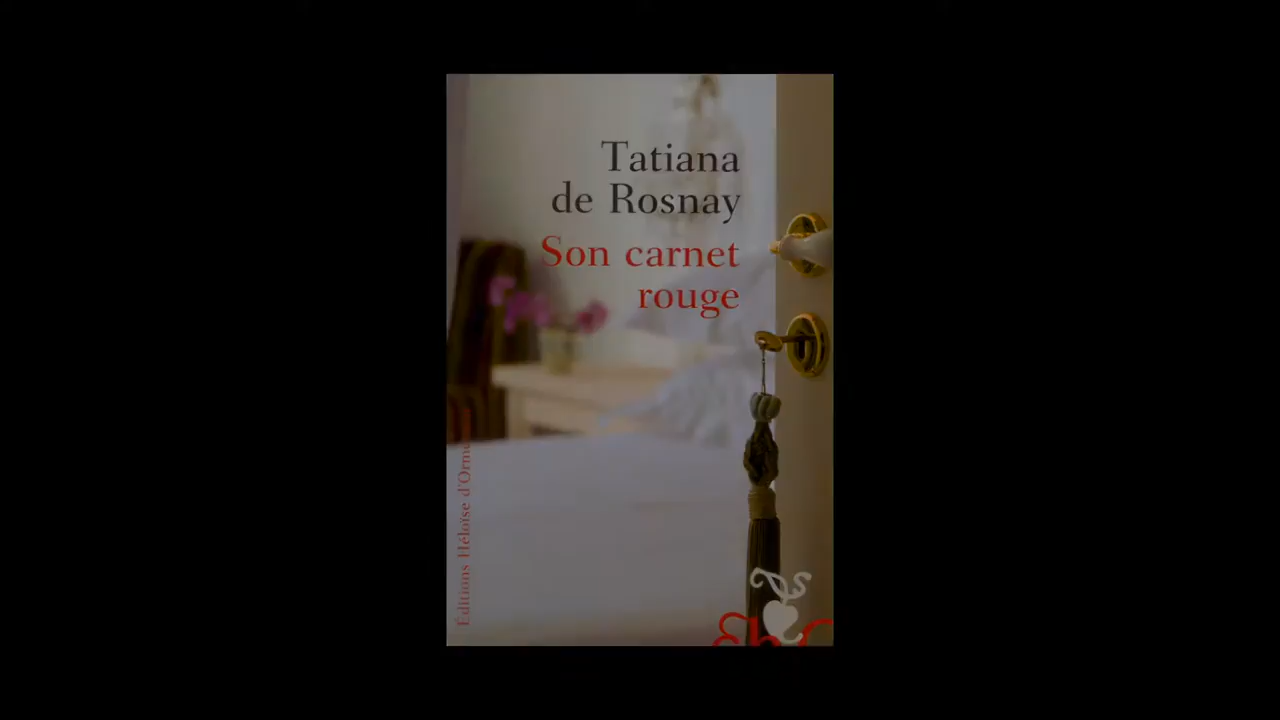 Tatiana
de Rosnay
Son carnet
rouge
Éditions Héloïse d'Orm